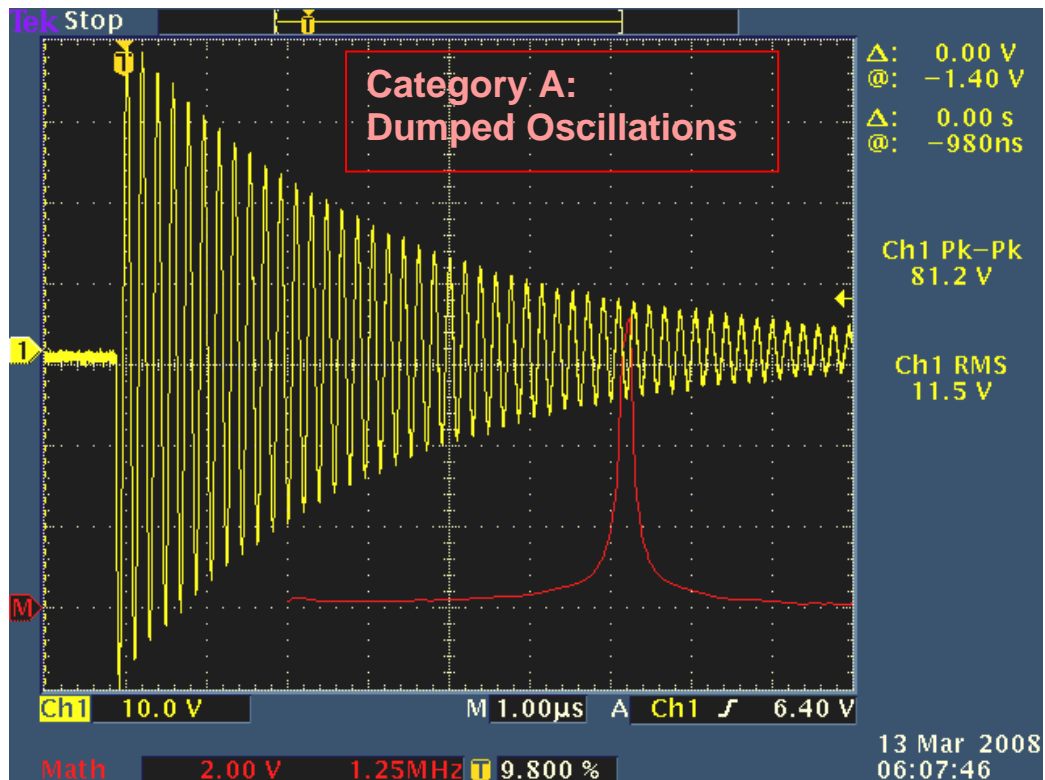 Tek Stop
T
T
Category A:
Dumped Oscillations
Δ: 0.00 V
@: −1.40 V
Δ: 0.00 s
@: −980ns
Ch1 Pk−Pk
81.2 V
1
Ch1 RMS
11.5 V
M
Ch1 10.0 V M 1.00µs A Ch1 6.40 V
Math 2.00 V 1.25MHz T 9.800 %
13 Mar 2008
06:07:46